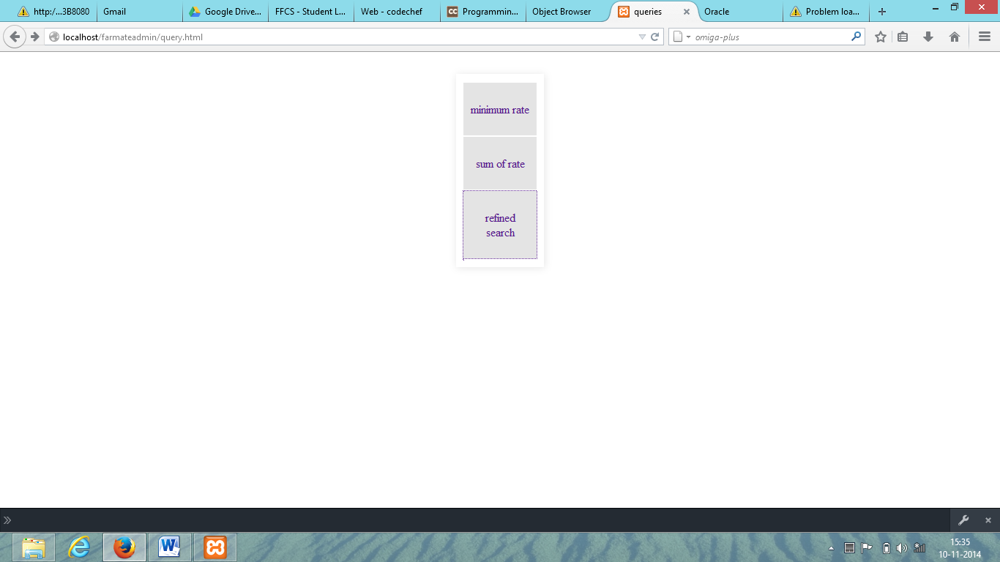 http:/...3B8080
Gmail
Google Drive...
FFCS - Student L...
Web - codechef
CC Programmin...
Object Browser
queries
Oracle
Problem loa...
localhost/farmateadmin/query.html
omiga-plus
minimum rate
sum of rate
refined
search
15:35
10-11-2014